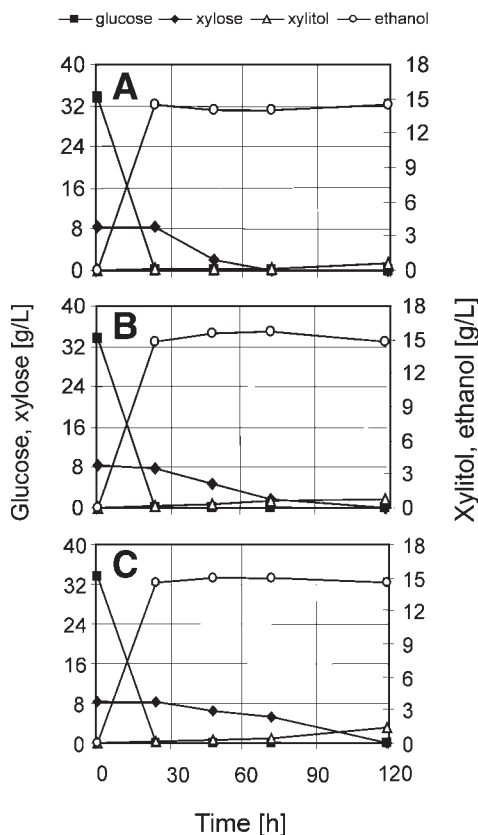 glucose xylose xylitol ethanol
A
40 32 24 16 8 0
18 15 12 9 6 3 0
B
40 32 24 16 8 0
18 15 12 9 6 3 0
C
40 32 24 16 8 0
18 15 12 9 6 3 0
Glucose, xylose [g/L]
Xylitol, ethanol [g/L]
0 30 60 90 120
Time [h]